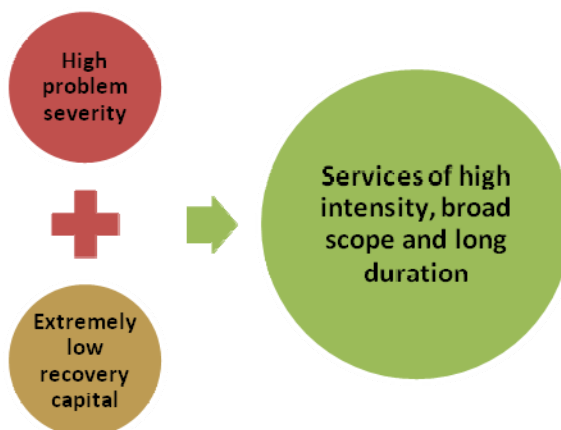 High
problem
severity
Extremely
low
recovery
capital
Services of high
intensity, broad
scope and long
duration